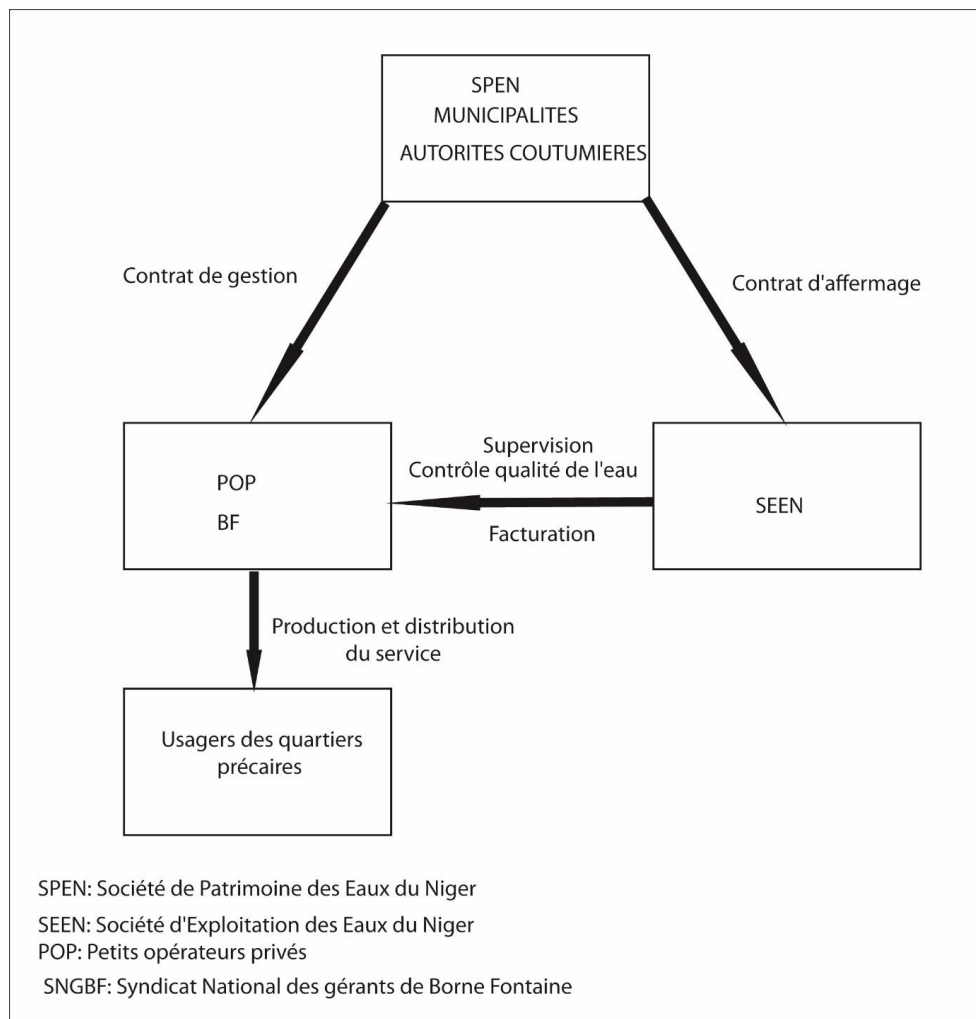 SPEN
MUNICIPALITES
AUTORITES COUTUMIERES
Contrat de gestion
Contrat d'affermage
Supervision
Contrôle qualité de l'eau
Facturation
POP
BF
SEEN
Production et distribution
du service
Usagers des quartiers
précaires
SPEN: Société de Patrimoine des Eaux du Niger
SEEN: Société d'Exploitation des Eaux du Niger
POP: Petits opérateurs privés
SNGBF: Syndicat National des gérants de Borne Fontaine